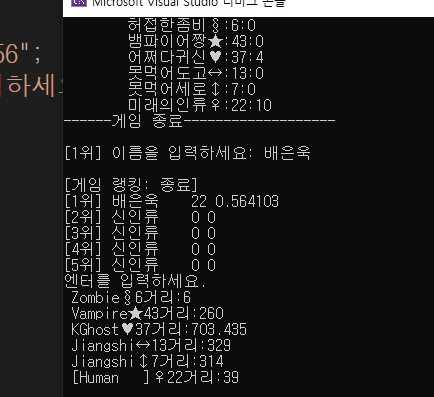 Microsoft Visual Studio 디버그 콘솔
56";
하세요
허접한좀비§:6:0
뱀파이어짱★:43:0
어쩌다귀신♥:37:4
못먹어도고↔:13:0
못먹어세로↕:7:0
미래의인류♀:22:10
------게임 종료-------------------
[1위] 이름을 입력하세요: 배은욱
[게임 랭킹: 종료]
[1위] 배은욱 22 0.564103
[2위] 신인류 0 0
[3위] 신인류 0 0
[4위] 신인류 0 0
[5위] 신인류 0 0
엔터를 입력하세요.
Zombie§6거리:6
Vampire★43거리:260
KGhost♥37거리:703.435
Jiangshi↔13거리:329
Jiangshi↕7거리:314
[Human ]♀22거리:39